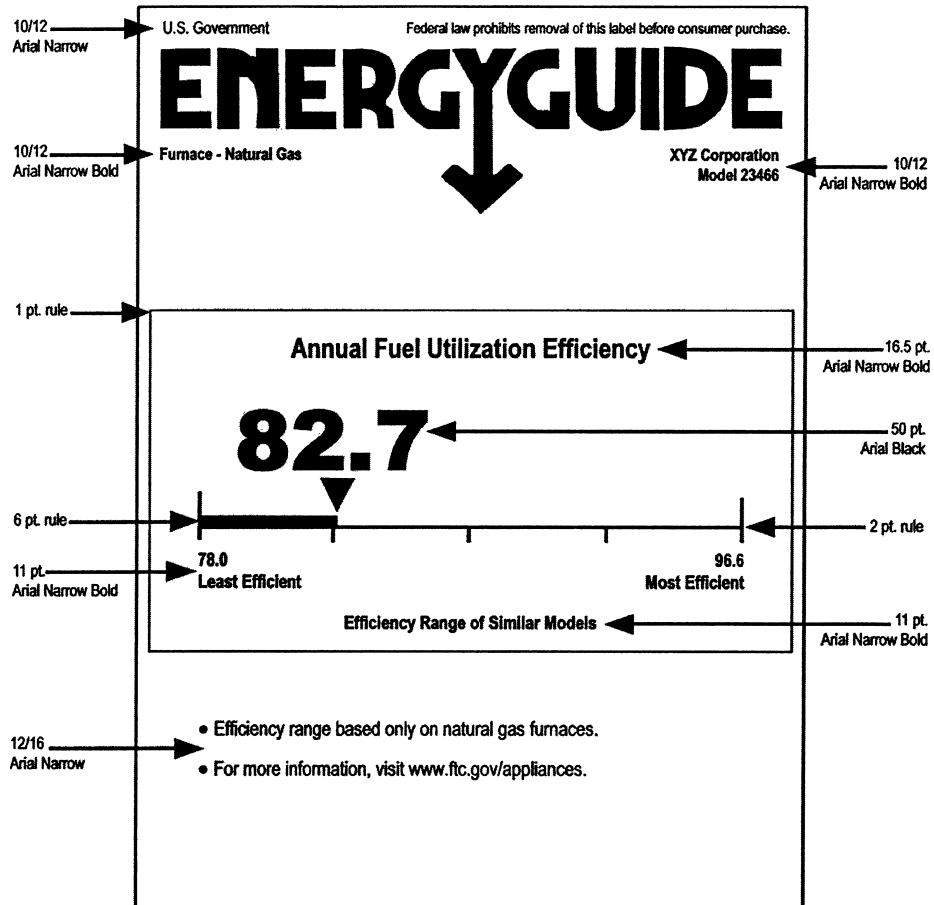 10/12
Arial Narrow
U.S. Government
Federal law prohibits removal of this label before consumer purchase.
ENERGYGUIDE
10/12
Arial Narrow Bold
Furnace - Natural Gas
XYZ Corporation
Model 23466
10/12
Arial Narrow Bold
1 pt. rule
Annual Fuel Utilization Efficiency
16.5 pt.
Arial Narrow Bold
82.7
50 pt.
Arial Black
6 pt. rule
2 pt. rule
11 pt.
Arial Narrow Bold
78.0
Least Efficient
96.6
Most Efficient
Efficiency Range of Similar Models
11 pt.
Arial Narrow Bold
12/16
Arial Narrow
• Efficiency range based only on natural gas furnaces.
• For more information, visit www.ftc.gov/appliances.